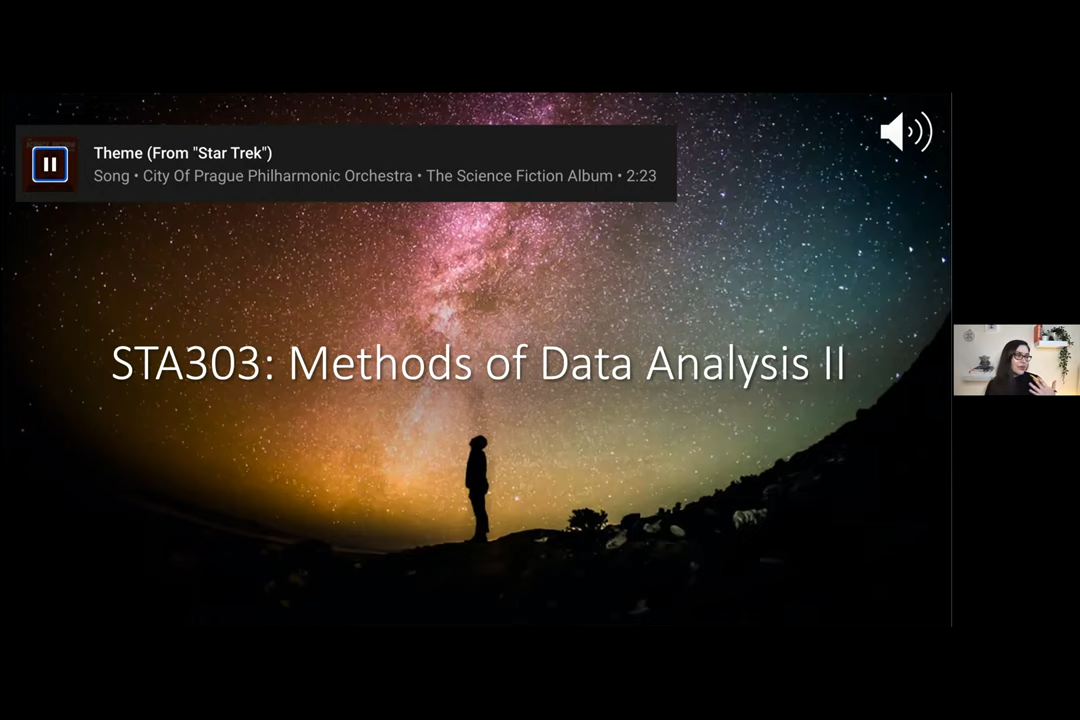 Theme (From "Star Trek")
Song • City Of Prague Philharmonic Orchestra • The Science Fiction Album • 2:23
STA303: Methods of Data Analysis II